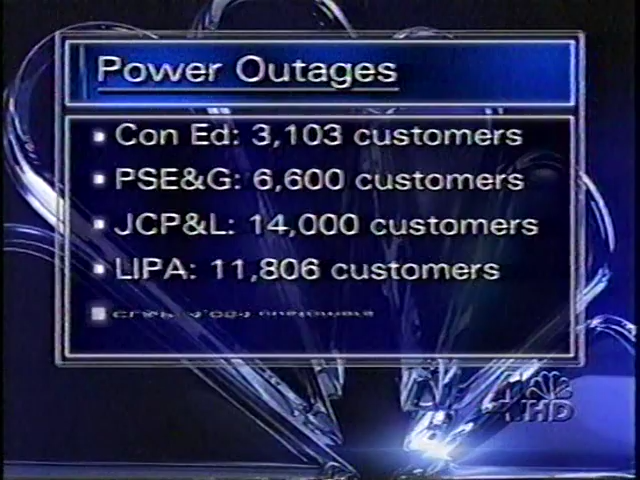 Power Outages
Con Ed: 3,103 customers
PSE&G: 6,600 customers
JCP&L: 14,000 customers
LIPA: 11,806 customers
4 HD